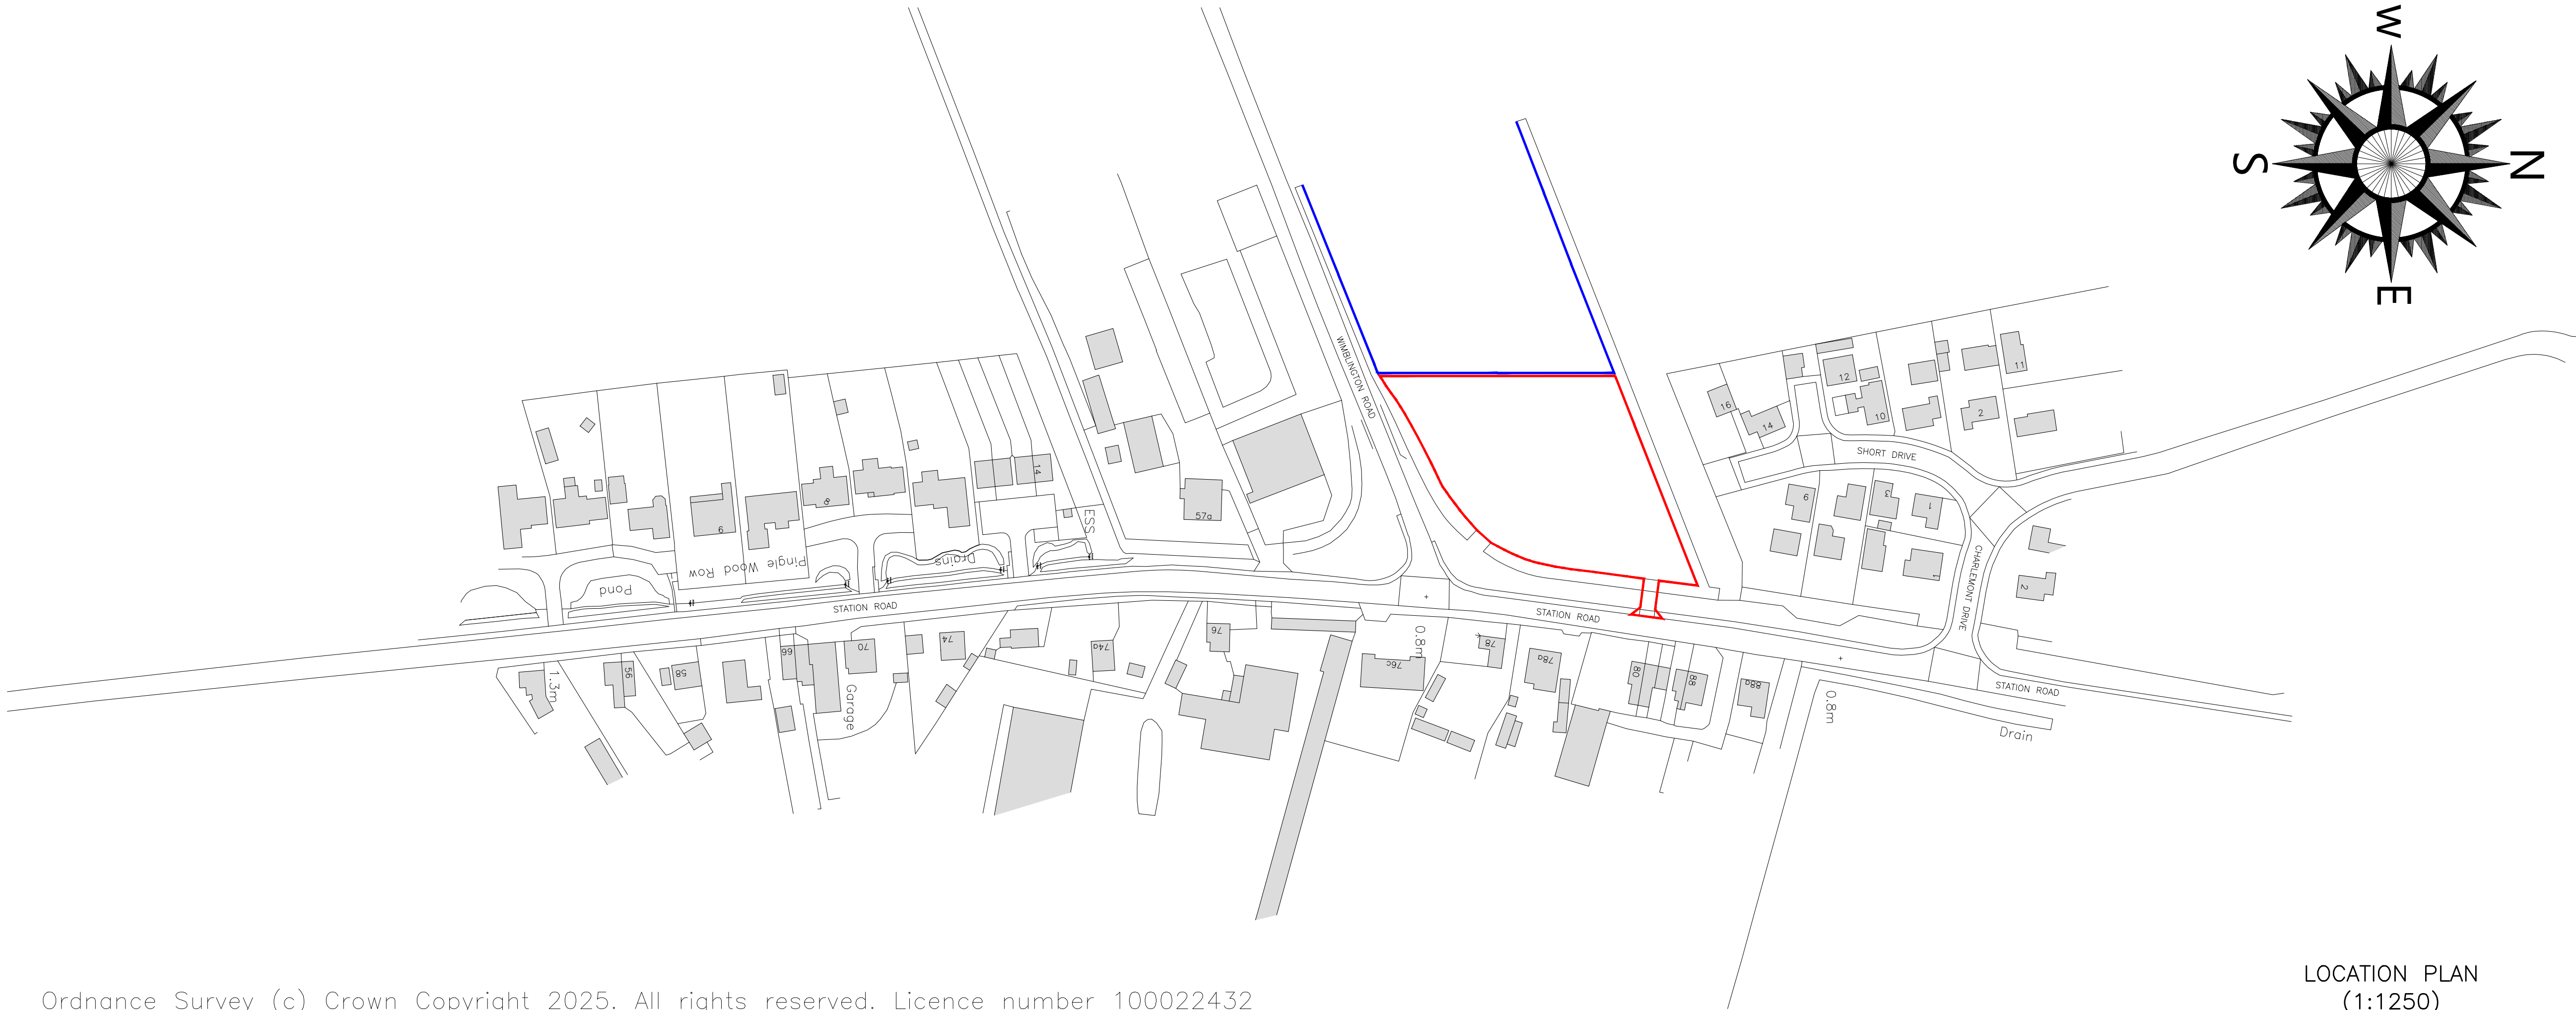 W
N
S
E
WIMBLINGTON ROAD
16
14
12
10
11
2
SHORT DRIVE
9
3
1
1
2
CHARLEMONT DRIVE
14
8
9
57a
ESS
Pingle Wood Row
Drains
Pond
STATION ROAD
STATION ROAD
STATION ROAD
1.3m
56
58
66
70
Garage
74
74a
76
0.8m
76c
78
78a
80
88
88a
0.8m
Drain
LOCATION PLAN
(1:1250)
Ordnance Survey (c) Crown Copyright 2025. All rights reserved. Licence number 100022432